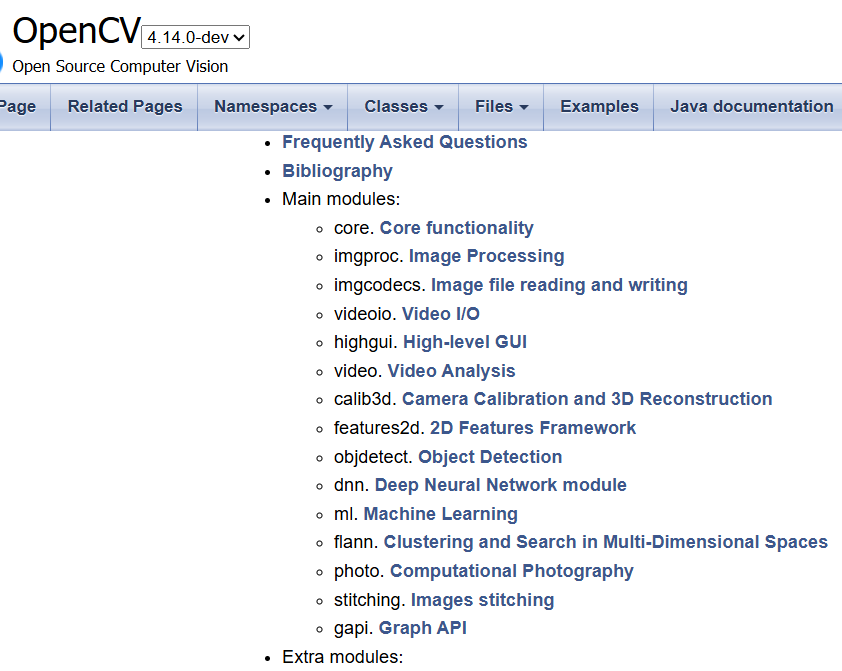 OpenCV 4.14.0-dev
Open Source Computer Vision
Page Related Pages Namespaces Classes Files Examples Java documentation
Frequently Asked Questions
Bibliography
Main modules:
core. Core functionality
imgproc. Image Processing
imgcodecs. Image file reading and writing
videoio. Video I/O
highgui. High-level GUI
video. Video Analysis
calib3d. Camera Calibration and 3D Reconstruction
features2d. 2D Features Framework
objdetect. Object Detection
dnn. Deep Neural Network module
ml. Machine Learning
flann. Clustering and Search in Multi-Dimensional Spaces
photo. Computational Photography
stitching. Images stitching
gapi. Graph API
Extra modules: